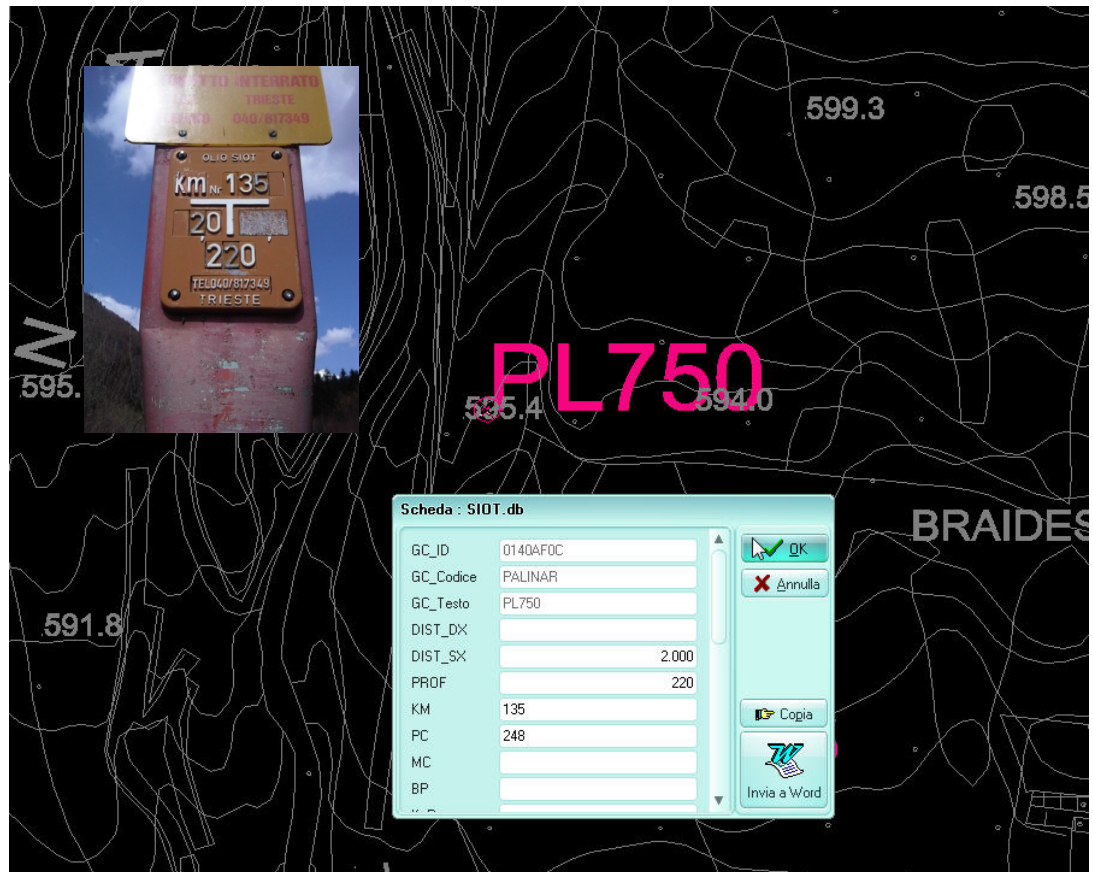 599.3
598.5
TTO INTERRATO
TRIESTE
040/817349
OLIO SIOT
Km Nr 135
2,0
220
TEL040/817349
TRIESTE
N
595.
PL750
595.4
594.0
BRAIDES
591.8
Scheda : SIOT.db
GC_ID 0140AF0C
GC_Codice PALINAR
GC_Testo PL750
DIST_DX
DIST_SX 2.000
PROF 220
KM 135
PC 248
MC
BP
OK
Annulla
Copia
W
Invia a Word